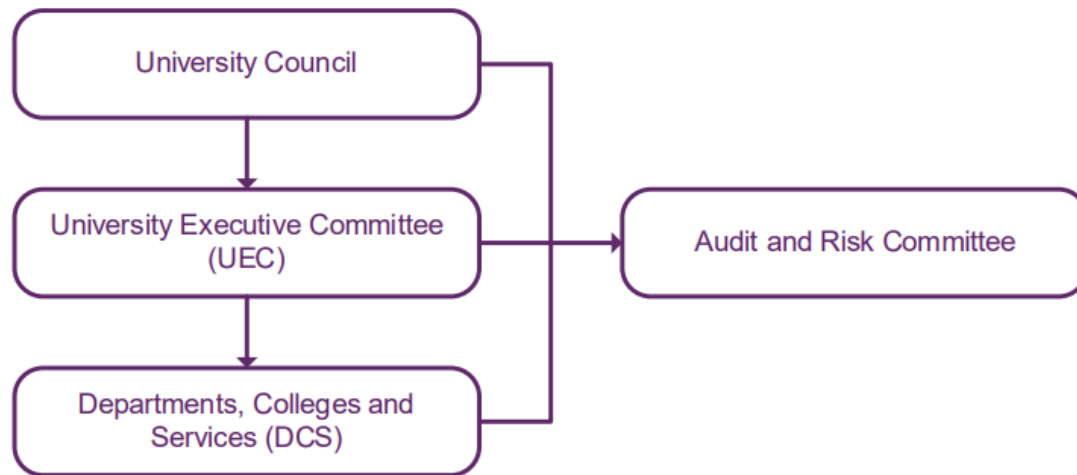 University Council
University Executive Committee
(UEC)
Audit and Risk Committee
Departments, Colleges and
Services (DCS)